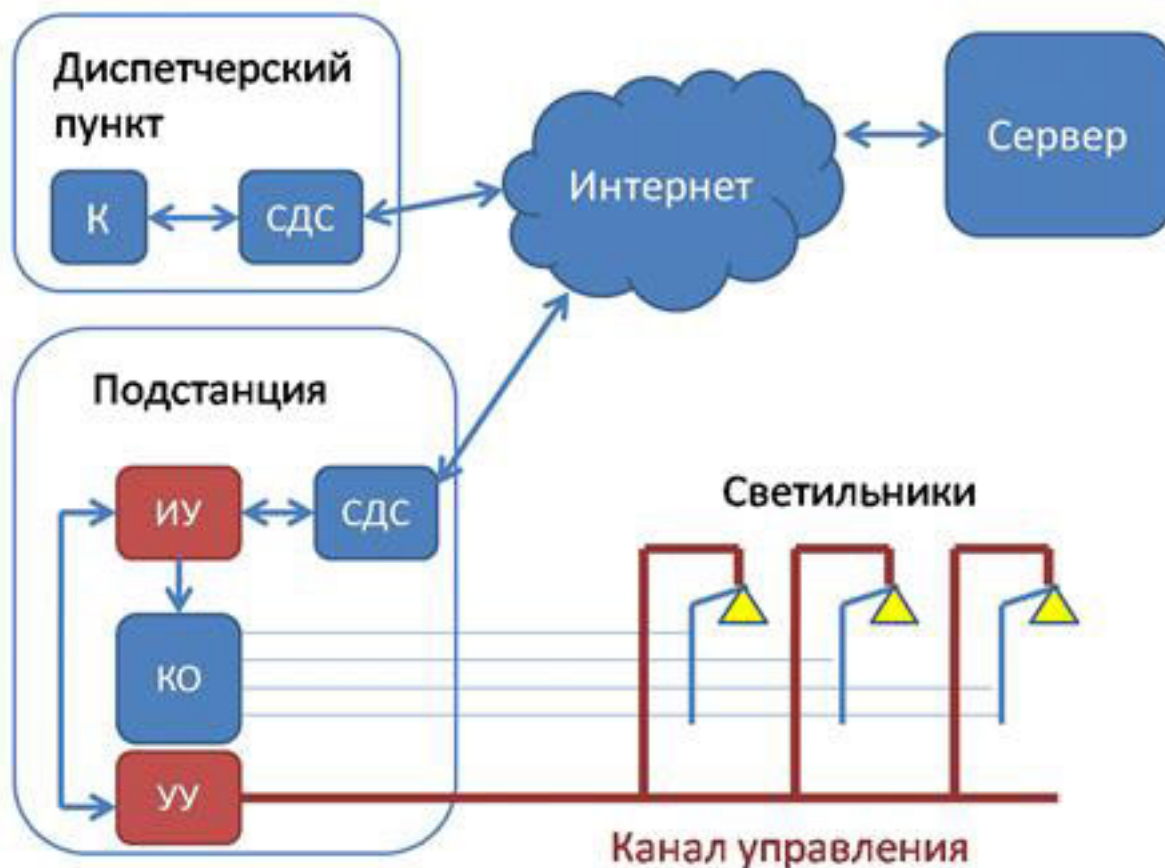 Диспетчерский
пункт
К
СДС
Интернет
Сервер
Подстанция
ИУ
СДС
КО
УУ
Светильники
Канал управления